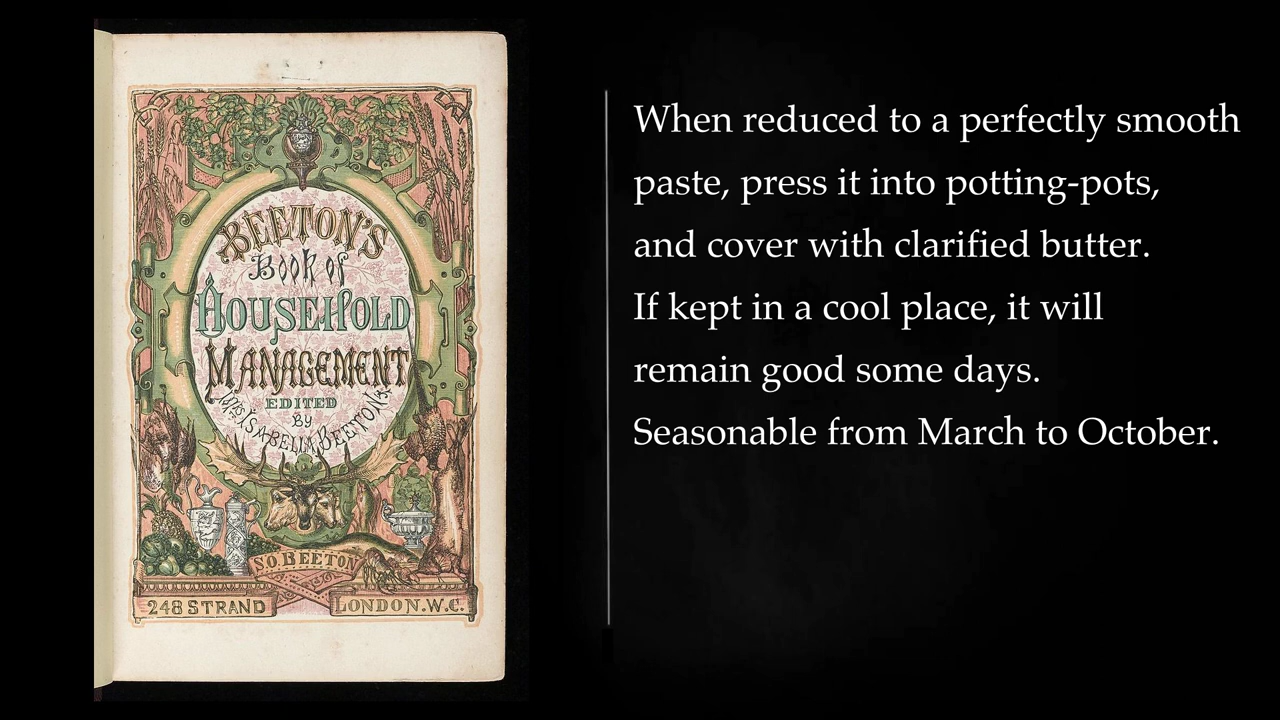 BEETON'S
Book of
HOUSEHOLD
MANAGEMENT
EDITED
BY
MRS ISABELLA BEETON
S.O. BEETON
248 STRAND
LONDON. W.C.
When reduced to a perfectly smooth
paste, press it into potting-pots,
and cover with clarified butter.
If kept in a cool place, it will
remain good some days.
Seasonable from March to October.